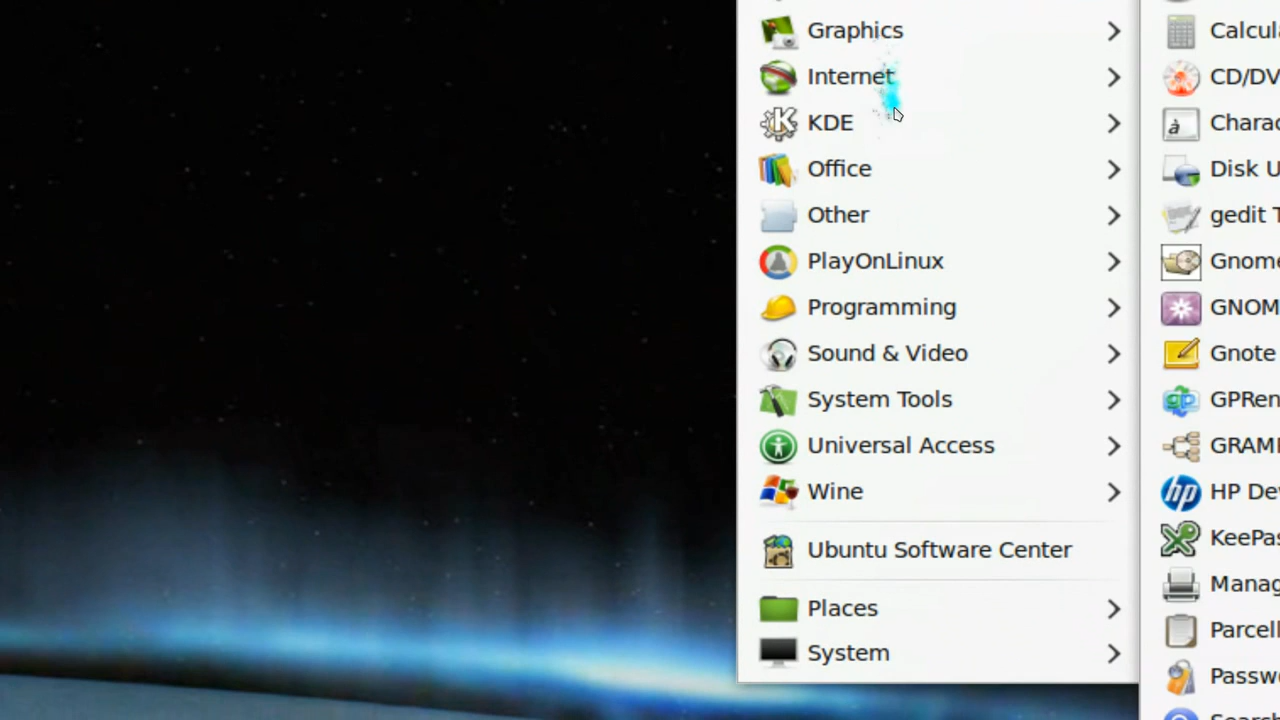 Graphics
Internet
KDE
Office
Other
PlayOnLinux
Programming
Sound & Video
System Tools
Universal Access
Wine
Ubuntu Software Center
Places
System
Calcul
CD/DV
Charac
Disk U
gedit T
Gnome
GNOM
Gnote
GPRen
GRAM
HP De
KeePas
Manag
Parcell
Passw